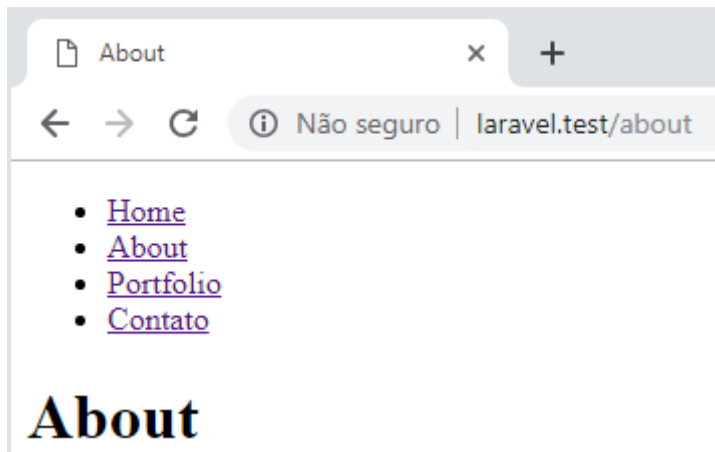 About
Não seguro | laravel.test/about
Home
About
Portfolio
Contato
About